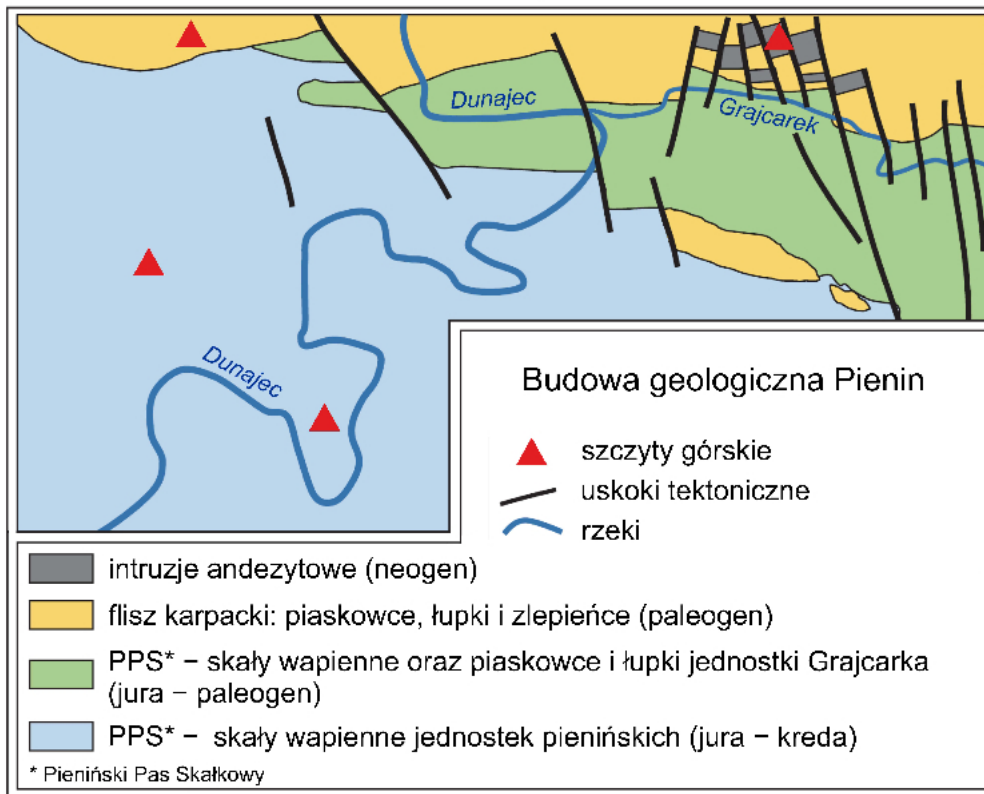 Dunajec
Grajcarek
Dunajec
Budowa geologiczna Pienin
szczyty górskie
uskoki tektoniczne
rzeki
intruzje andezytowe (neogen)
flisz karpacki: piaskowce, łupki i zlepieńce (paleogen)
PPS* – skały wapienne oraz piaskowce i łupki jednostki Grajcarka
(jura – paleogen)
PPS* – skały wapienne jednostek pienińskich (jura – kreda)
* Pieniński Pas Skałkowy